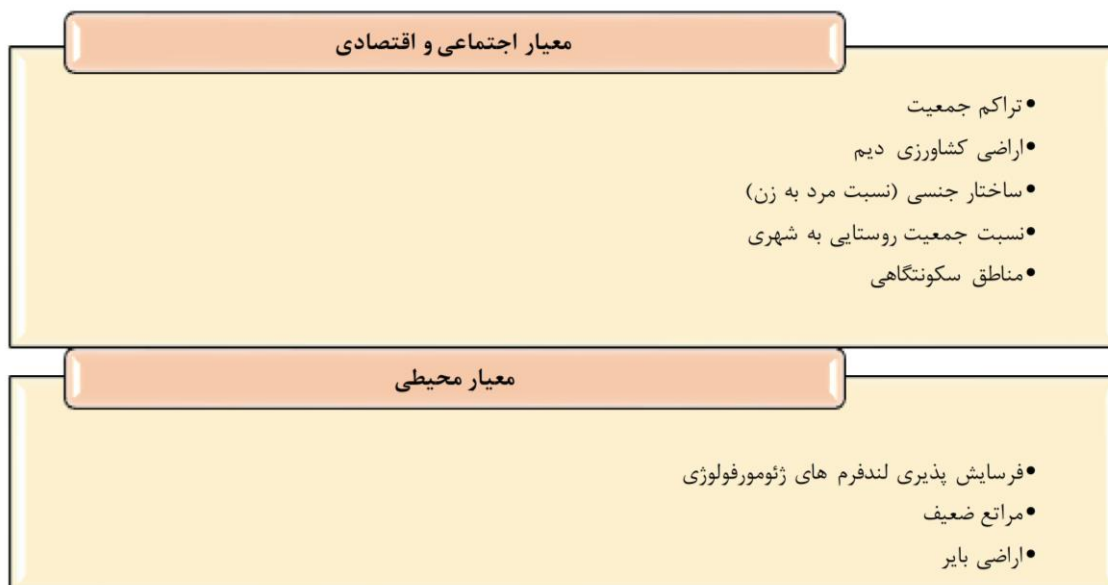 معیار اجتماعی و اقتصادی
•تراکم جمعیت
•اراضی کشاورزی دیم
•ساختار جنسی (نسبت مرد به زن)
•نسبت جمعیت روستایی به شهری
•مناطق سکونتگاهی
معیار محیطی
•فرسایش پذیری لندفرم های ژئومورفولوژی
•مراتع ضعیف
•اراضی بایر